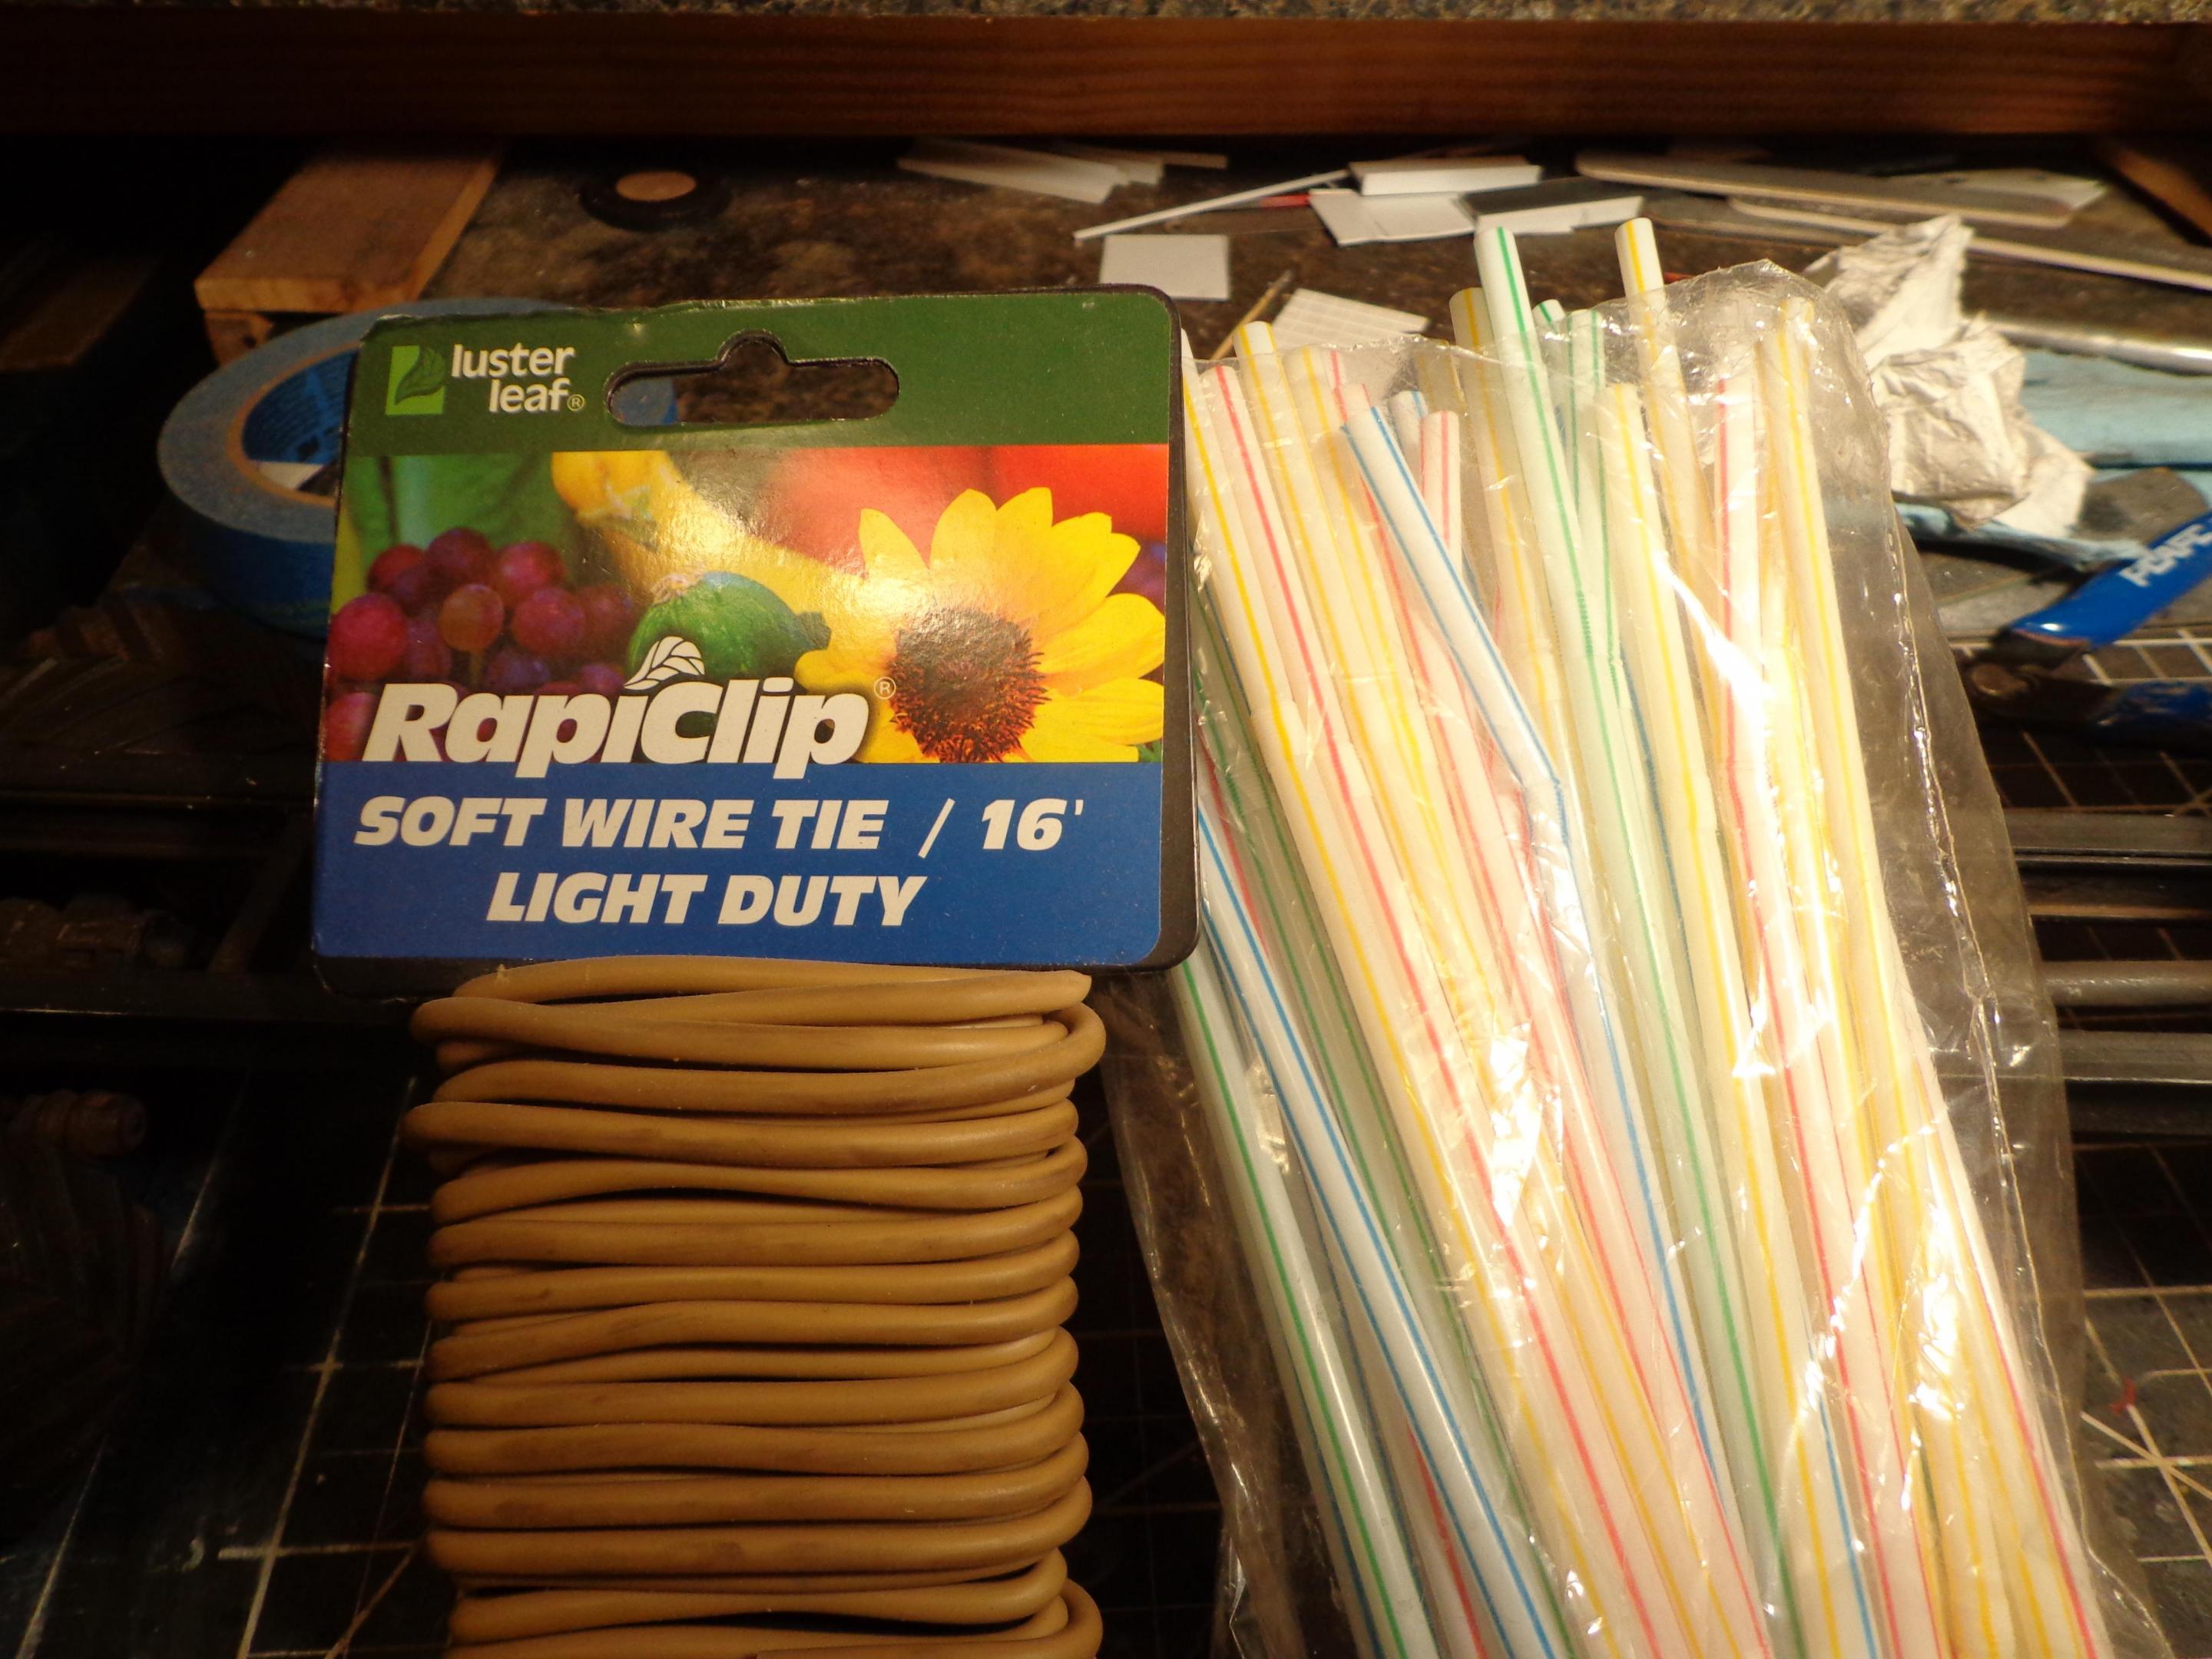 luster
leaf®
RapiClip®
SOFT WIRE TIE / 16'
LIGHT DUTY